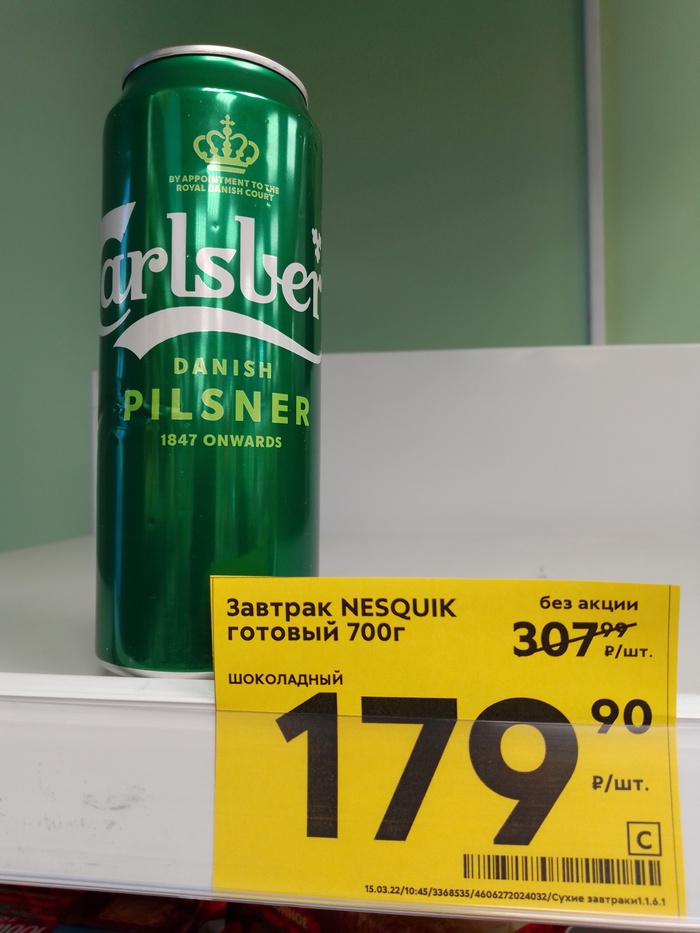 BY APPOINTMENT TO THE
ROYAL DANISH COURT
Carlsber
DANISH
PILSNER
1847 ONWARDS
Завтрак NESQUIK
готовый 700г
без акции
307 99
₽/шт.
ШОКОЛАДНЫЙ
179 90
₽/шт.
C
15.03.22/10:45/3368535/4606272024032/Сухие завтраки1.1.6.1